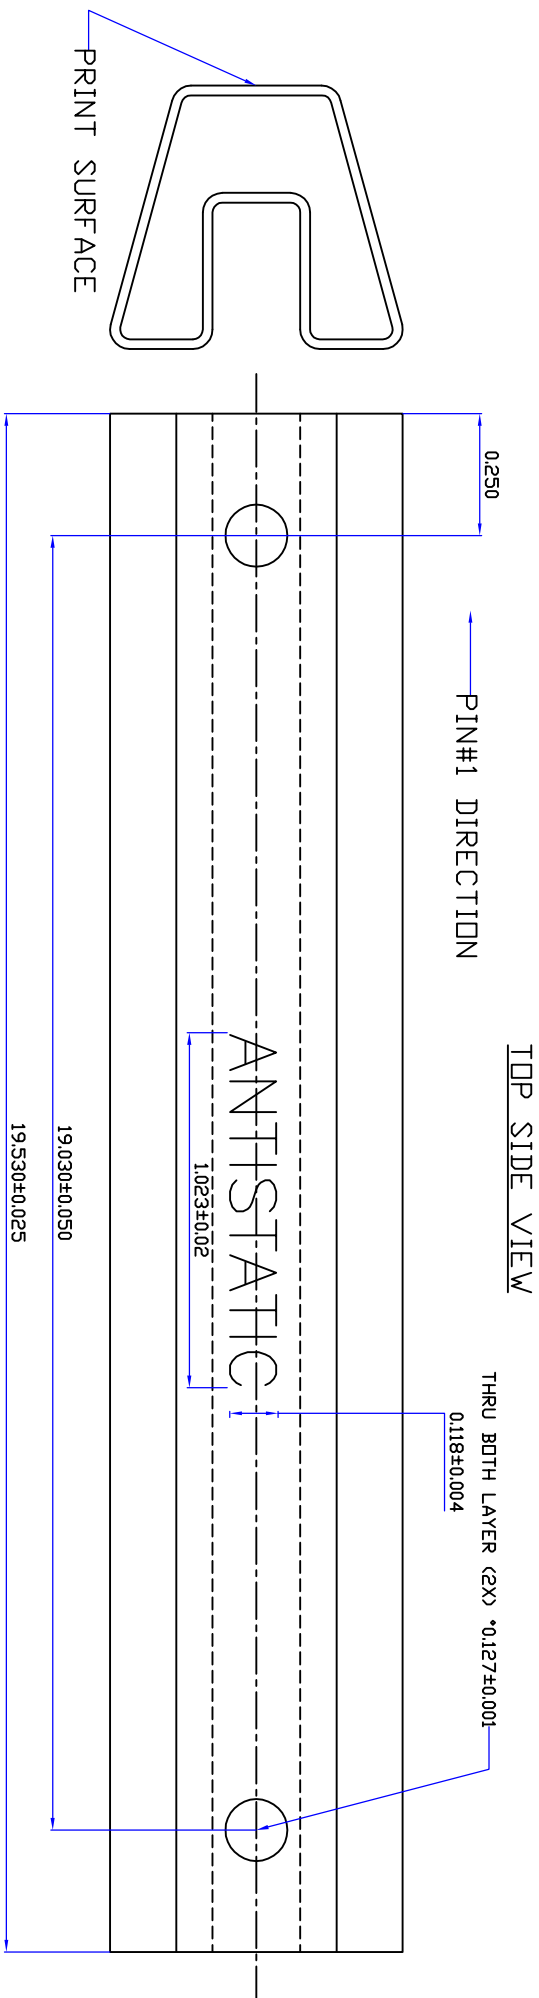 TOP SIDE VIEW
PRINT SURFACE
0.250
PIN#1 DIRECTION
THRU BOTH LAYER (2X) °0.127±0.001
0.118±0.004
ANTISTATIC
1.023±0.02
19.030±0.050
19.530±0.025